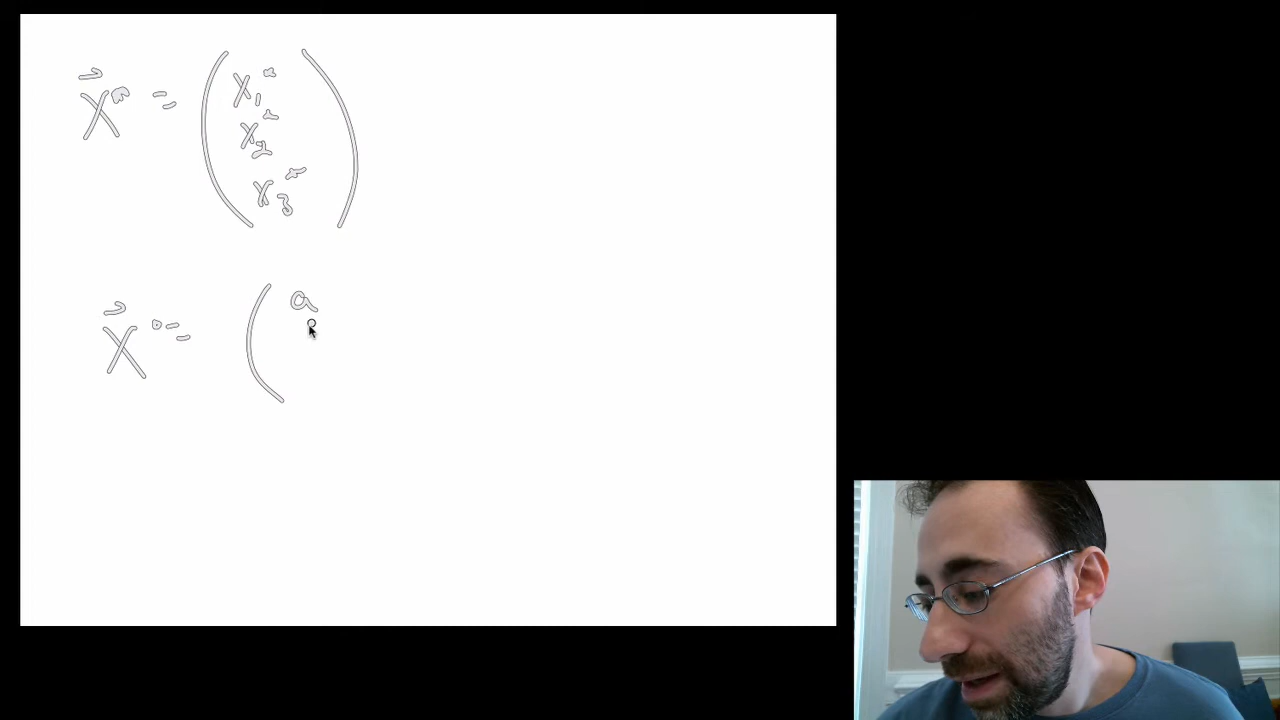 x⃗* = ( x₁*
x₂*
x₃* )
x⃗° = ( a